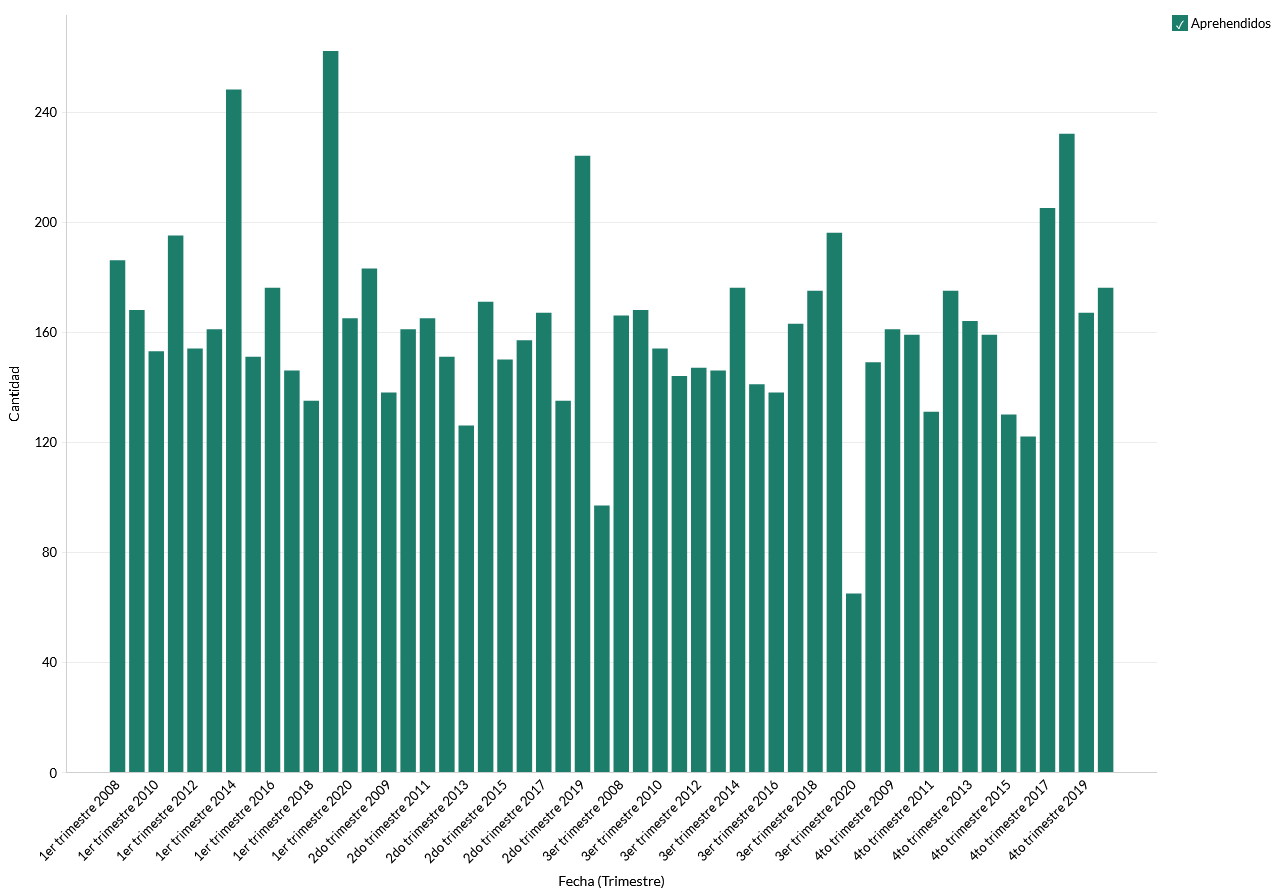 Aprehendidos
Cantidad
240
200
160
120
80
40
0
1er trimestre 2008
1er trimestre 2010
1er trimestre 2012
1er trimestre 2014
1er trimestre 2016
1er trimestre 2018
1er trimestre 2020
2do trimestre 2009
2do trimestre 2011
2do trimestre 2013
2do trimestre 2015
2do trimestre 2017
2do trimestre 2019
3er trimestre 2008
3er trimestre 2010
3er trimestre 2012
3er trimestre 2014
3er trimestre 2016
3er trimestre 2018
3er trimestre 2020
4to trimestre 2009
4to trimestre 2011
4to trimestre 2013
4to trimestre 2015
4to trimestre 2017
4to trimestre 2019
Fecha (Trimestre)